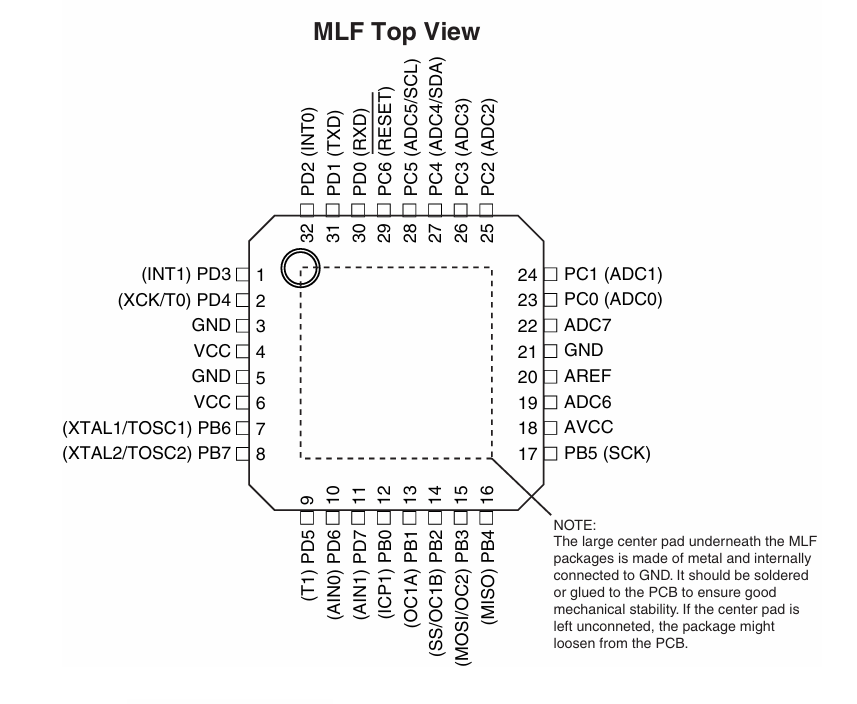 MLF Top View
PD2 (INT0)
PD1 (TXD)
PD0 (RXD)
PC6 (RESET)
PC5 (ADC5/SCL)
PC4 (ADC4/SDA)
PC3 (ADC3)
PC2 (ADC2)
32
31
30
29
28
27
26
25
(INT1) PD3 1
(XCK/T0) PD4 2
GND 3
VCC 4
GND 5
VCC 6
(XTAL1/TOSC1) PB6 7
(XTAL2/TOSC2) PB7 8
24 PC1 (ADC1)
23 PC0 (ADC0)
22 ADC7
21 GND
20 AREF
19 ADC6
18 AVCC
17 PB5 (SCK)
9
10
11
12
13
14
15
16
(T1) PD5
(AIN0) PD6
(AIN1) PD7
(ICP1) PB0
(OC1A) PB1
(SS/OC1B) PB2
(MOSI/OC2) PB3
(MISO) PB4
NOTE:
The large center pad underneath the MLF
packages is made of metal and internally
connected to GND. It should be soldered
or glued to the PCB to ensure good
mechanical stability. If the center pad is
left unconneted, the package might
loosen from the PCB.